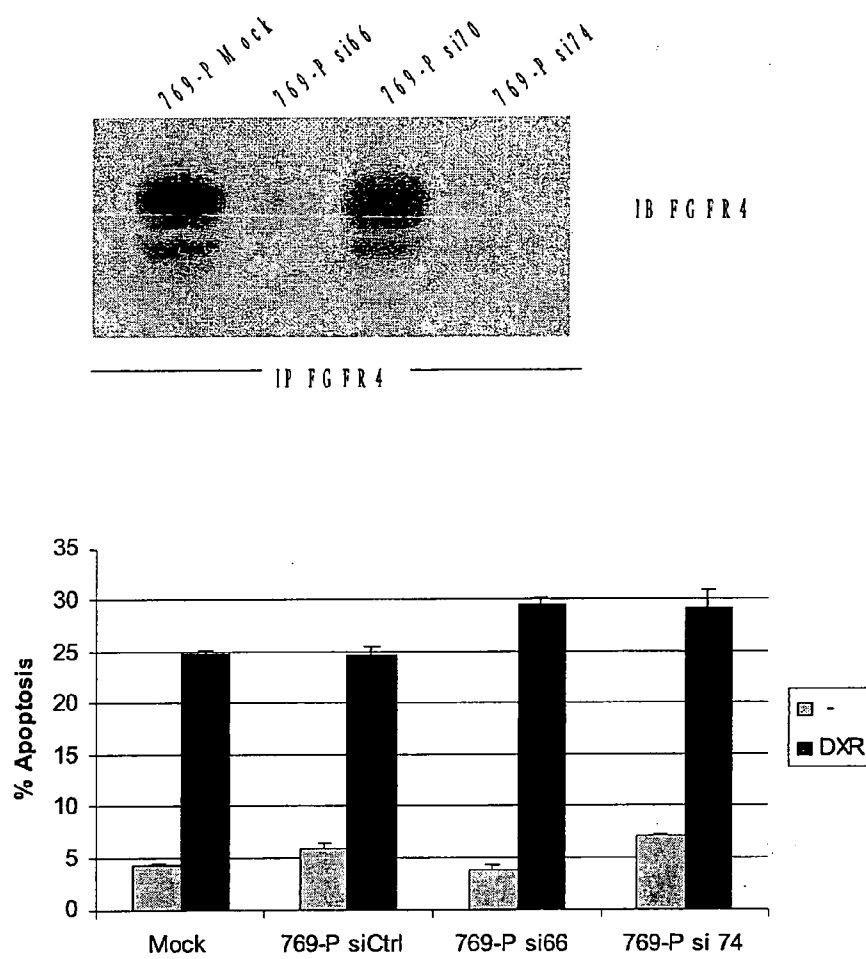 769-P Mock
769-P si66
769-P si70
769-P si74
IB FGFR4
IP FGFR4
35
30
25
20
15
10
5
0
% Apoptosis
-
DXR
Mock
769-P siCtrl
769-P si66
769-P si 74